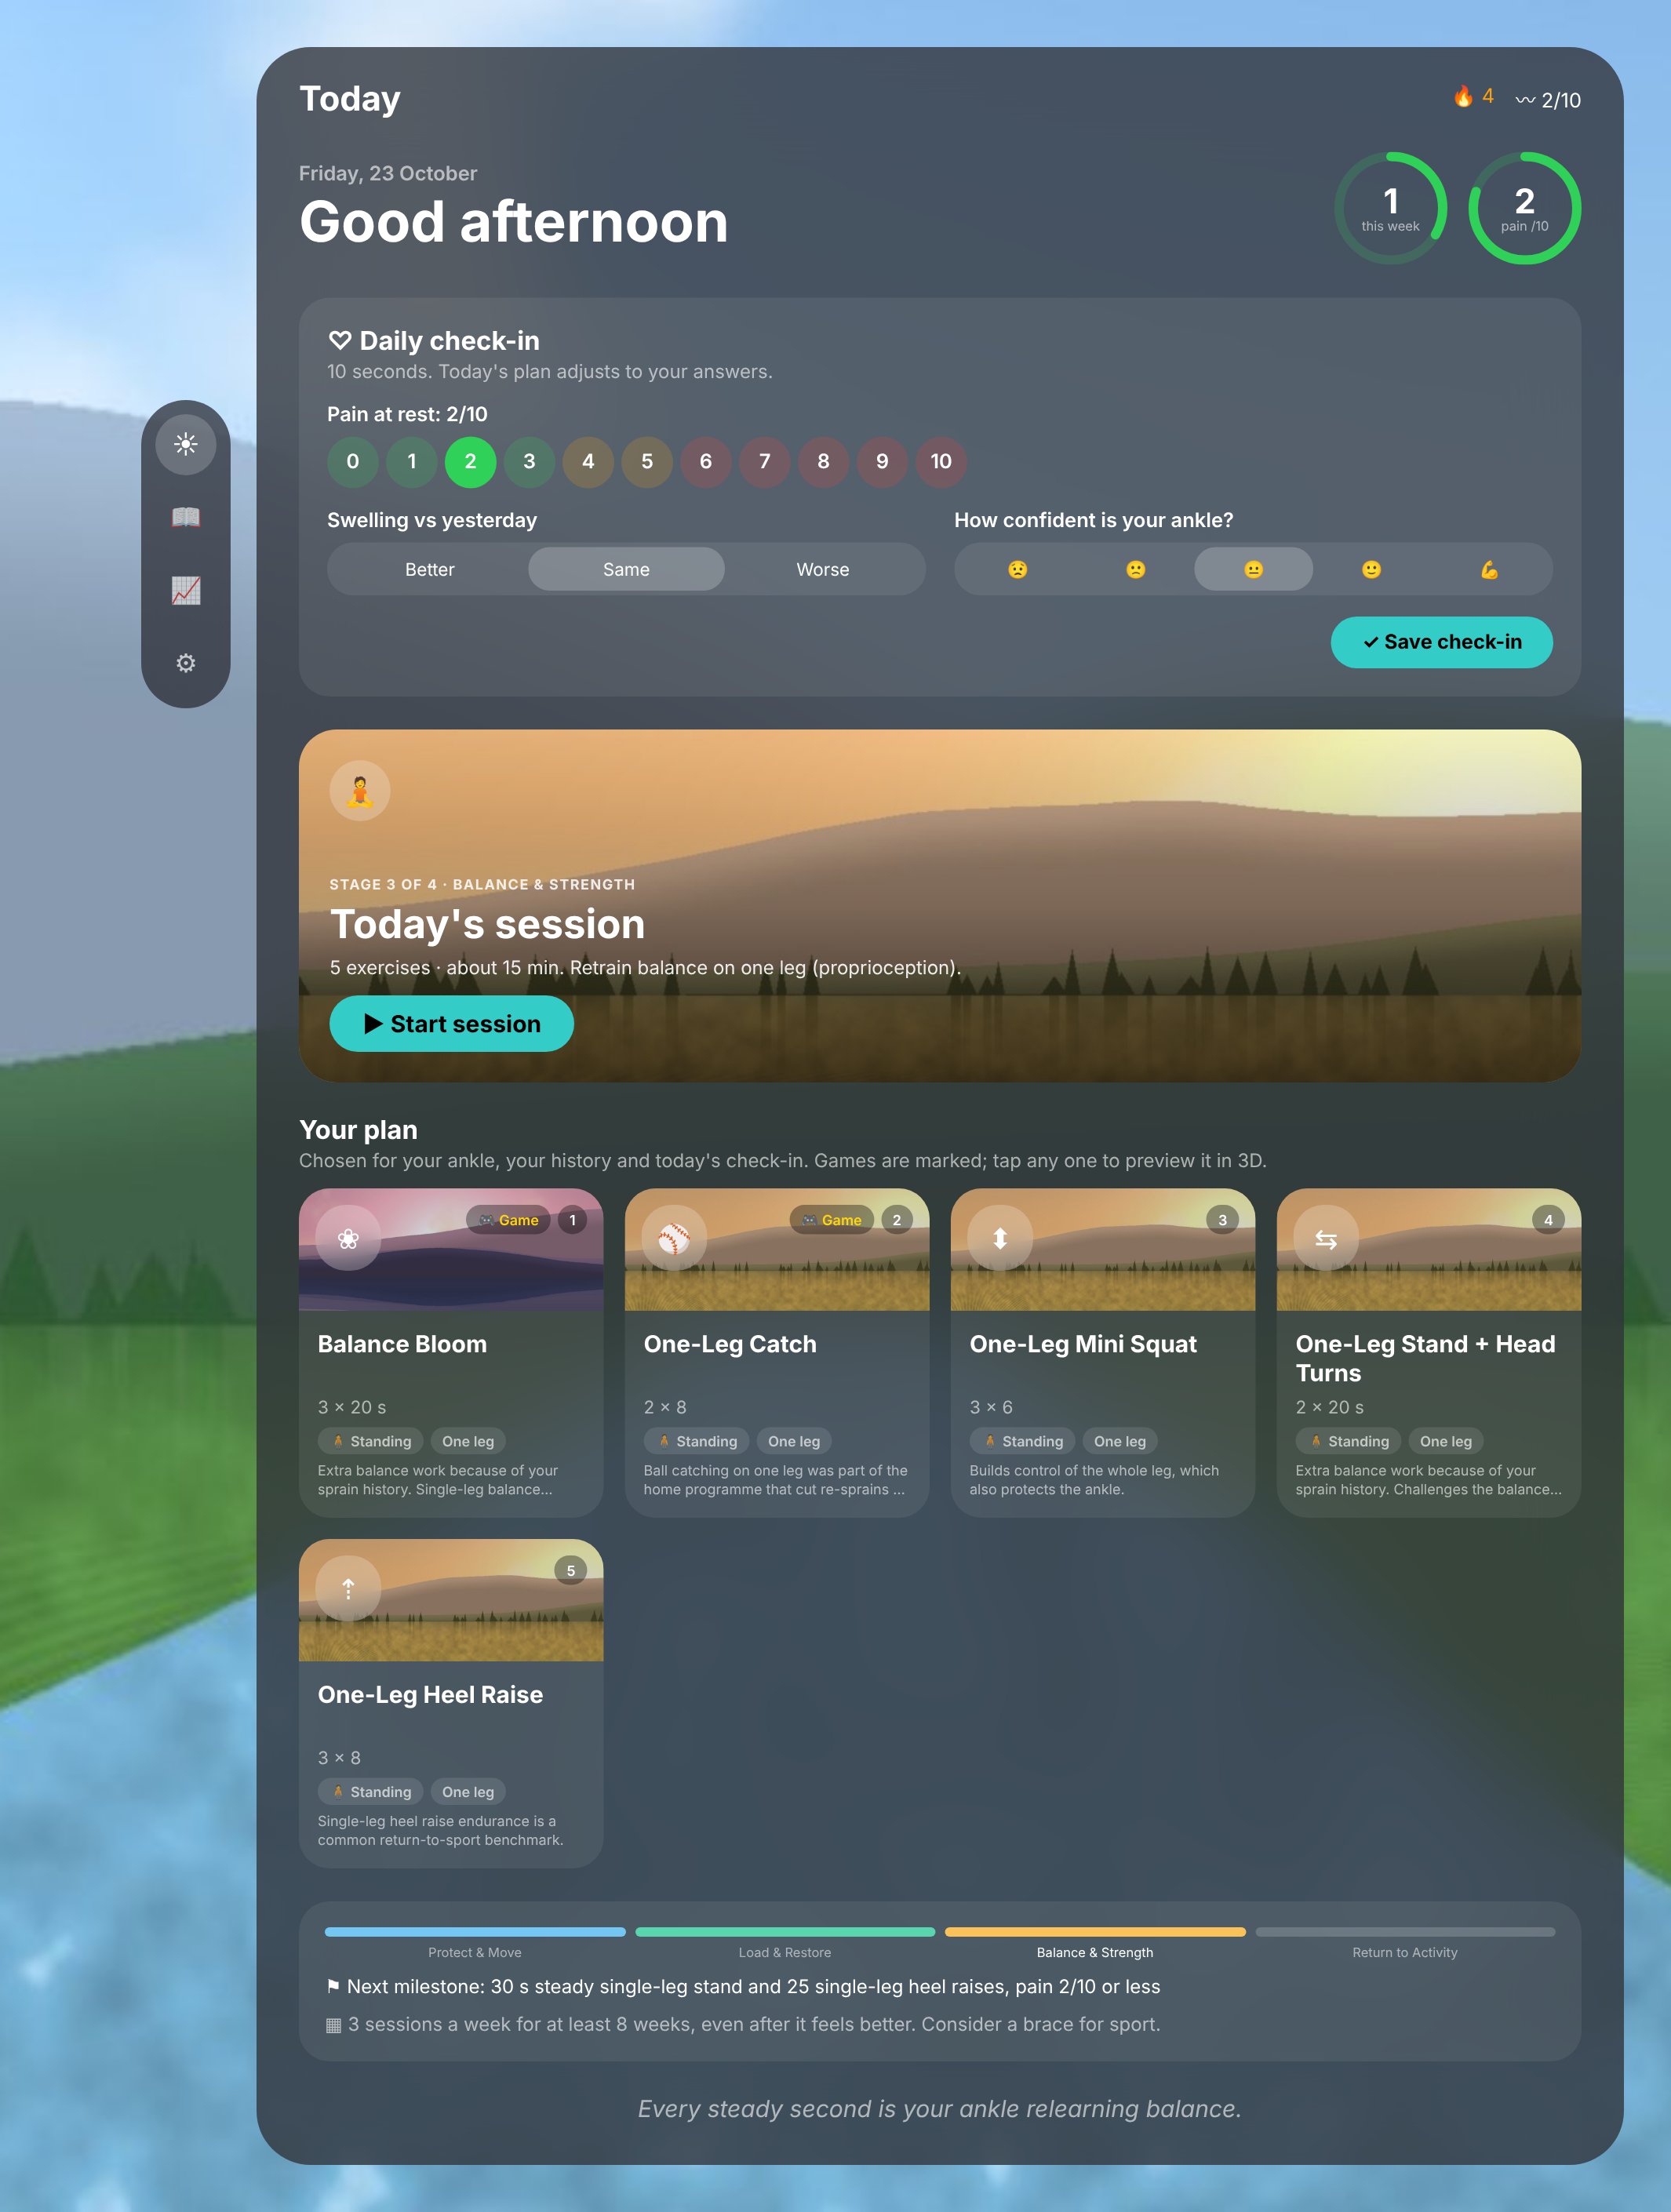 Today
🔥 4 〰 2/10
Friday, 23 October
Good afternoon
1
this week
2
pain /10
♡ Daily check-in
10 seconds. Today's plan adjusts to your answers.
Pain at rest: 2/10
0 1 2 3 4 5 6 7 8 9 10
Swelling vs yesterday
Better Same Worse
How confident is your ankle?
😟 🙁 😐 🙂 💪
✓ Save check-in
STAGE 3 OF 4 · BALANCE & STRENGTH
Today's session
5 exercises · about 15 min. Retrain balance on one leg (proprioception).
▶ Start session
Your plan
Chosen for your ankle, your history and today's check-in. Games are marked; tap any one to preview it in 3D.
🎮 Game 1
Balance Bloom
3 × 20 s
🧍 Standing One leg
Extra balance work because of your
sprain history. Single-leg balance...
🎮 Game 2
One-Leg Catch
2 × 8
🧍 Standing One leg
Ball catching on one leg was part of the
home programme that cut re-sprains ...
3
One-Leg Mini Squat
3 × 6
🧍 Standing One leg
Builds control of the whole leg, which
also protects the ankle.
4
One-Leg Stand + Head
Turns
2 × 20 s
🧍 Standing One leg
Extra balance work because of your
sprain history. Challenges the balance...
5
One-Leg Heel Raise
3 × 8
🧍 Standing One leg
Single-leg heel raise endurance is a
common return-to-sport benchmark.
Protect & Move Load & Restore Balance & Strength Return to Activity
⚑ Next milestone: 30 s steady single-leg stand and 25 single-leg heel raises, pain 2/10 or less
▦ 3 sessions a week for at least 8 weeks, even after it feels better. Consider a brace for sport.
Every steady second is your ankle relearning balance.